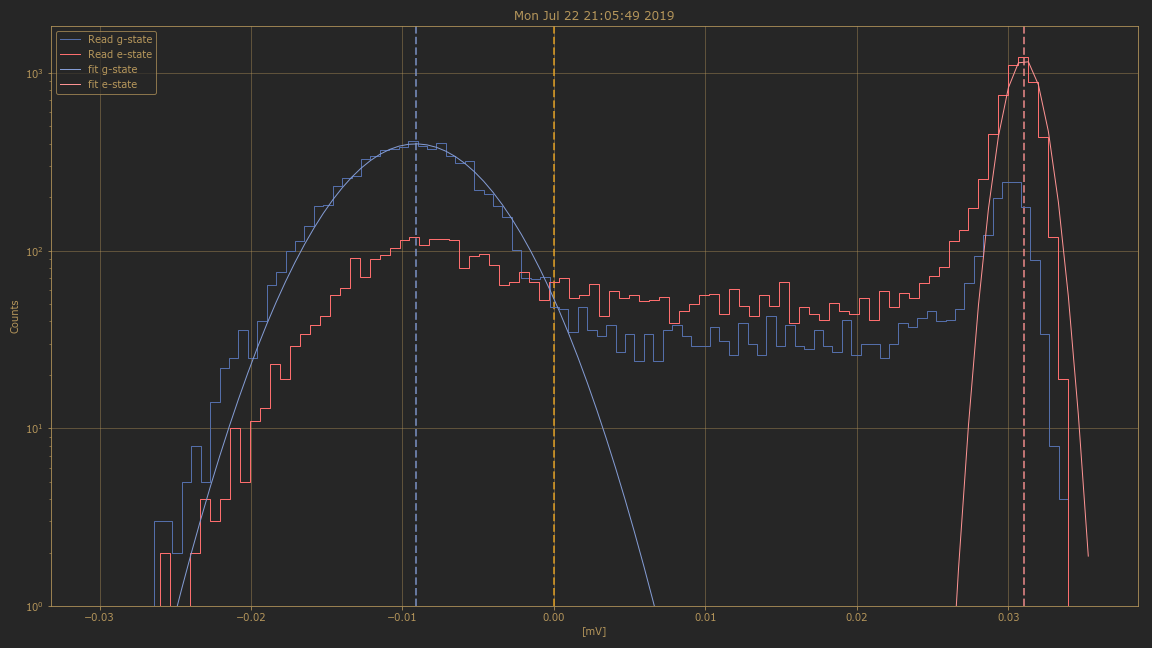 Mon Jul 22 21:05:49 2019
Read g-state
Read e-state
fit g-state
fit e-state
Counts
10³
10²
10¹
10⁰
−0.03
−0.02
−0.01
0.00
0.01
0.02
0.03
[mV]